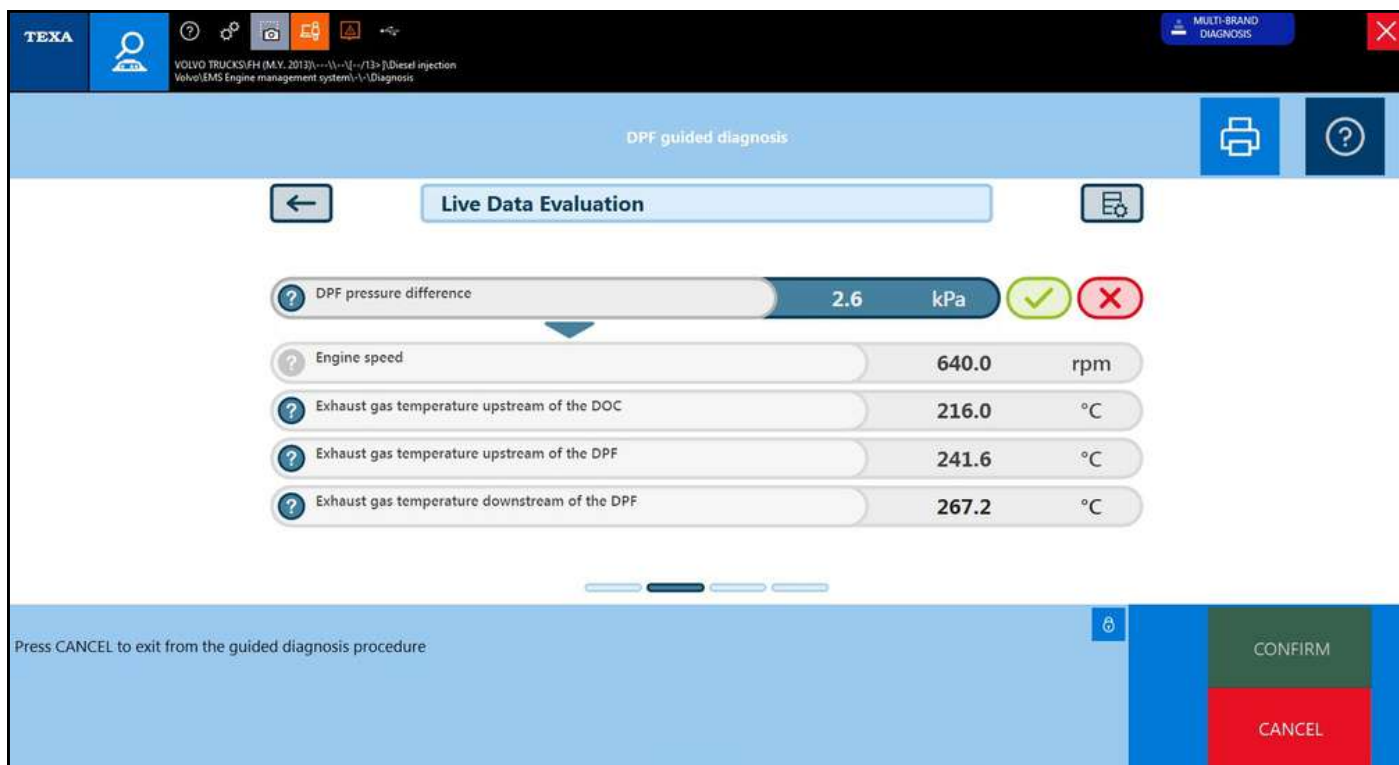 TEXA
MULTI-BRAND
DIAGNOSIS
VOLVO TRUCKS\FH (M.Y. 2013)\---\\--\[--/13> ]\Diesel injection
Volvo\EMS Engine management system\-\-\Diagnosis
DPF guided diagnosis
Live Data Evaluation
DPF pressure difference 2.6 kPa
Engine speed 640.0 rpm
Exhaust gas temperature upstream of the DOC 216.0 °C
Exhaust gas temperature upstream of the DPF 241.6 °C
Exhaust gas temperature downstream of the DPF 267.2 °C
Press CANCEL to exit from the guided diagnosis procedure
CONFIRM
CANCEL